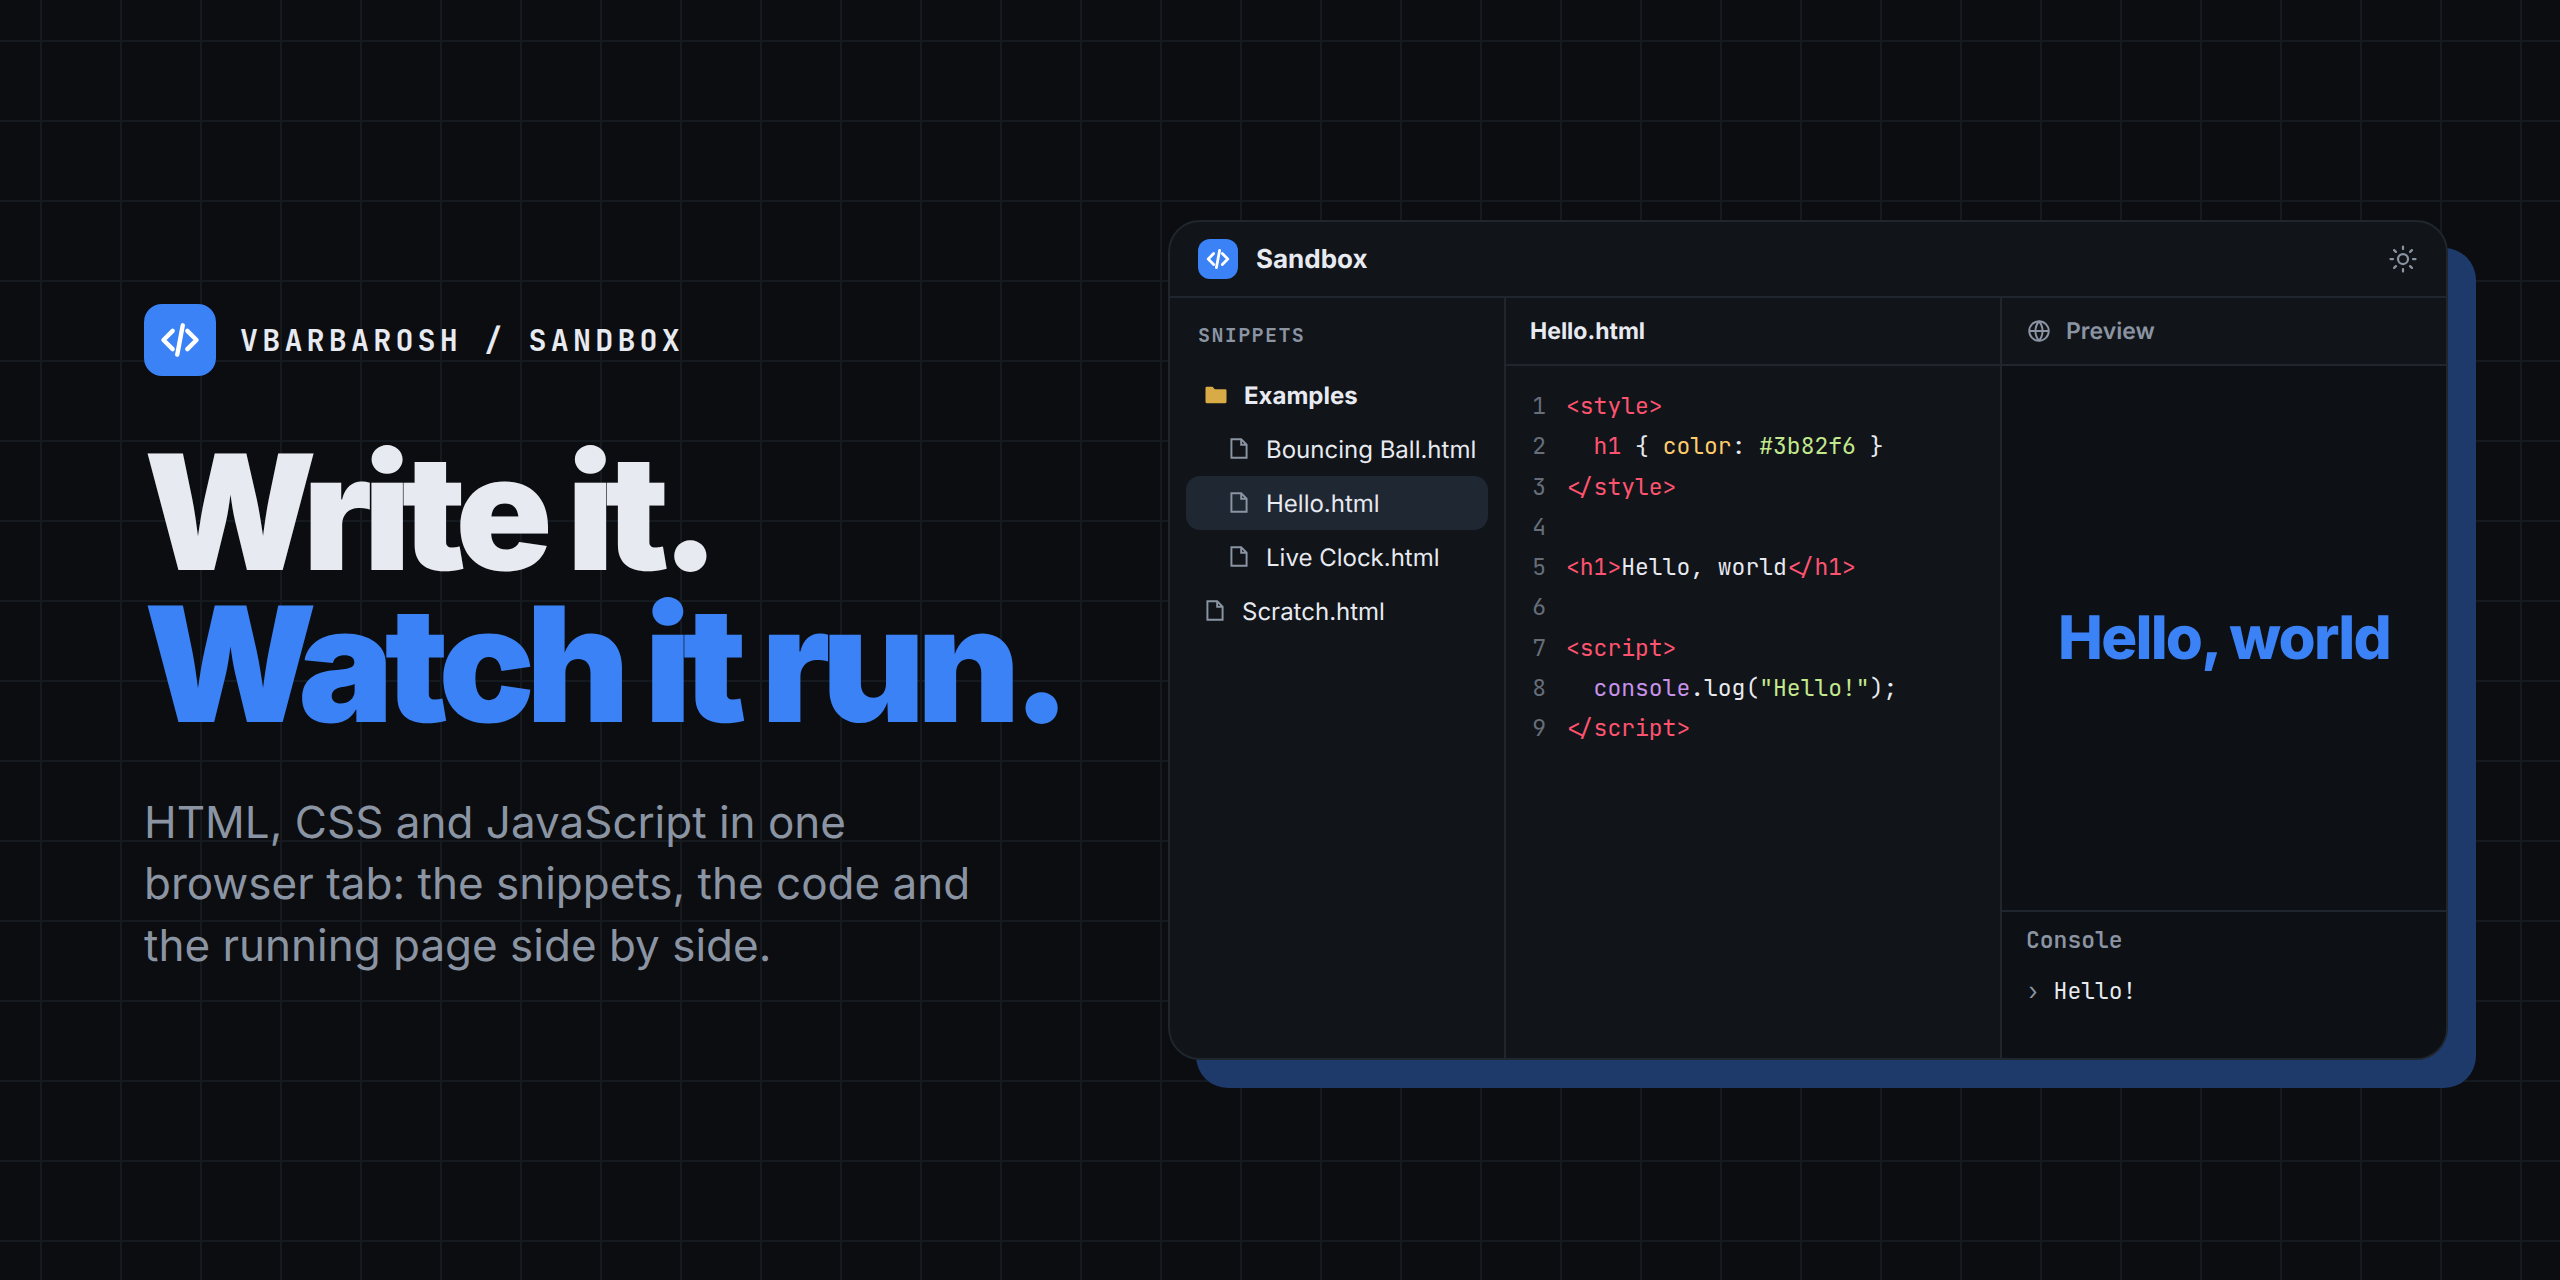 VBARBAROSH / SANDBOX
Write it.
Watch it run.
HTML, CSS and JavaScript in one
browser tab: the snippets, the code and
the running page side by side.
Sandbox
SNIPPETS
Examples
Bouncing Ball.html
Hello.html
Live Clock.html
Scratch.html
Hello.html
1 <style>
2   h1 { color: #3b82f6 }
3 </style>
4
5 <h1>Hello, world</h1>
6
7 <script>
8   console.log("Hello!");
9 </script>
Preview
Hello, world
Console
› Hello!